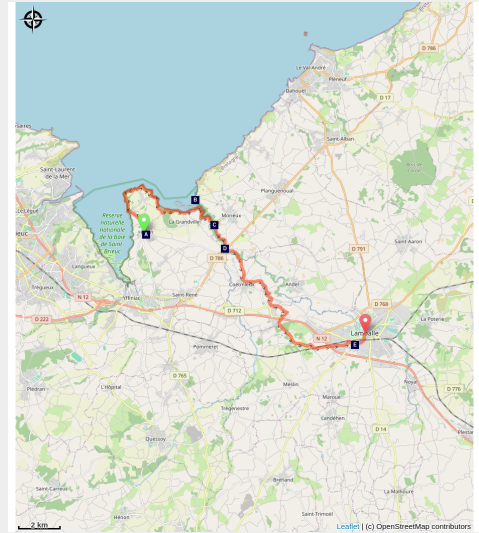 D 786
Le Val-André
Pléneuf
Dahouët
D 17
Saint-Alban
Saint-Laurent
de la Mer
Planguenoual
Réserve
naturelle
nationale
de la baie
de Saint-
Brieuc
B
La Grandville
Morieux
C
A
D
Saint-Aaron
D 791
D 786
Langueux
Trégueux
Coëtmieux
Andel
N 12
Yffiniac
Saint-René
D 768
D 712
D 222
La Poterie
Lamballe
N 12
E
Pommeret
D 765
Meslin
Noyal
Plédran
L'Hôpital
D 776
Maroué
Trégenestre
Landéhen
D 14
Quessoy
Bréhand
Saint-Carreuc
La Malhoure
Hénon
Saint-Trimoël
2 km
Leaflet | (c) OpenStreetMap contributors